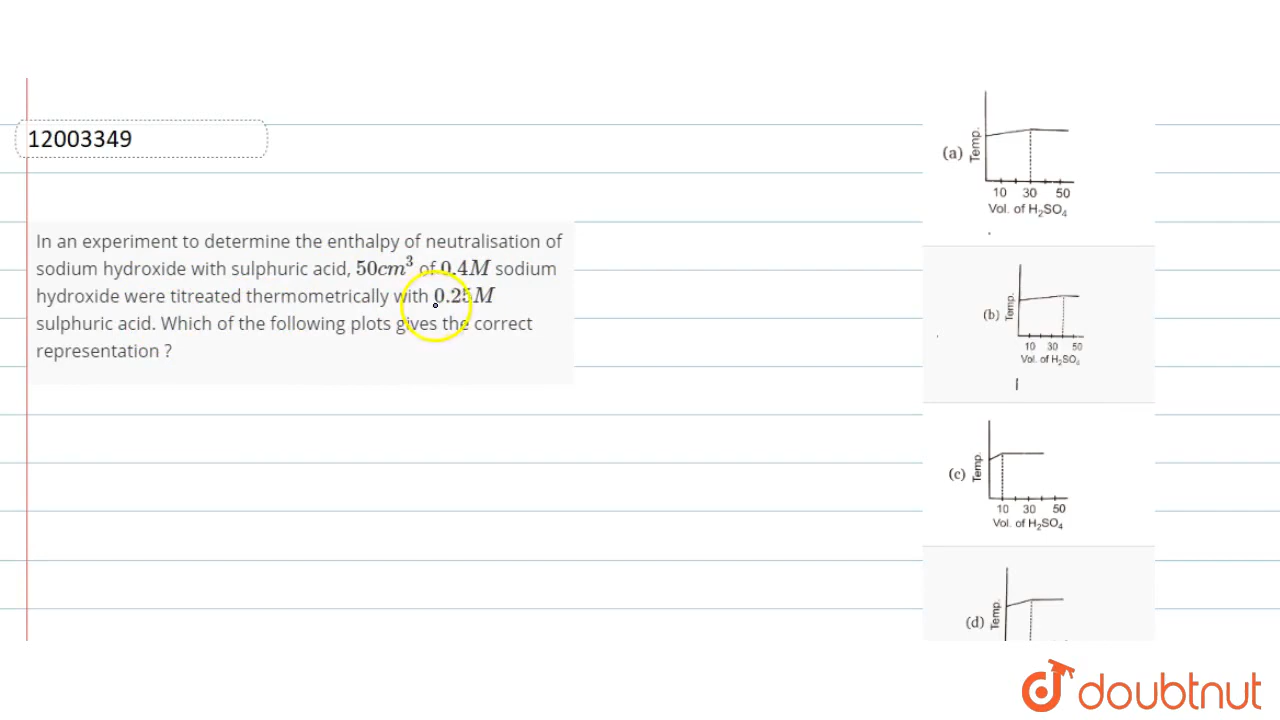 12003349
In an experiment to determine the enthalpy of neutralisation of
sodium hydroxide with sulphuric acid, 50cm³ of 0.4M sodium
hydroxide were titreated thermometrically with 0.25M
sulphuric acid. Which of the following plots gives the correct
representation ?
(a)
Temp.
10 30 50
Vol. of H₂SO₄
(b)
Temp.
10 30 50
Vol. of H₂SO₄
(c)
Temp.
10 30 50
Vol. of H₂SO₄
(d)
Temp.
doubtnut